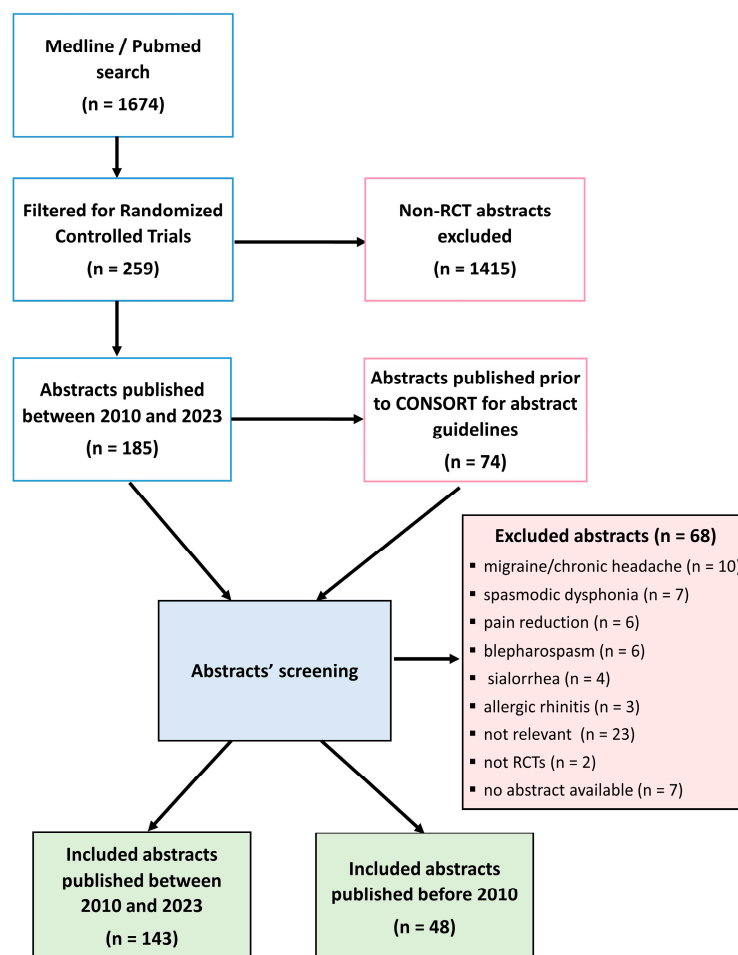 Medline / Pubmed
search
(n = 1674)
Filtered for Randomized
Controlled Trials
(n = 259)
Non-RCT abstracts
excluded
(n = 1415)
Abstracts published
between 2010 and 2023
(n = 185)
Abstracts published prior
to CONSORT for abstract
guidelines
(n = 74)
Abstracts’ screening
Excluded abstracts (n = 68)
▪ migraine/chronic headache (n = 10)
▪ spasmodic dysphonia (n = 7)
▪ pain reduction (n = 6)
▪ blepharospasm (n = 6)
▪ sialorrhea (n = 4)
▪ allergic rhinitis (n = 3)
▪ not relevant (n = 23)
▪ not RCTs (n = 2)
▪ no abstract available (n = 7)
Included abstracts
published between
2010 and 2023
(n = 143)
Included abstracts
published before 2010
(n = 48)